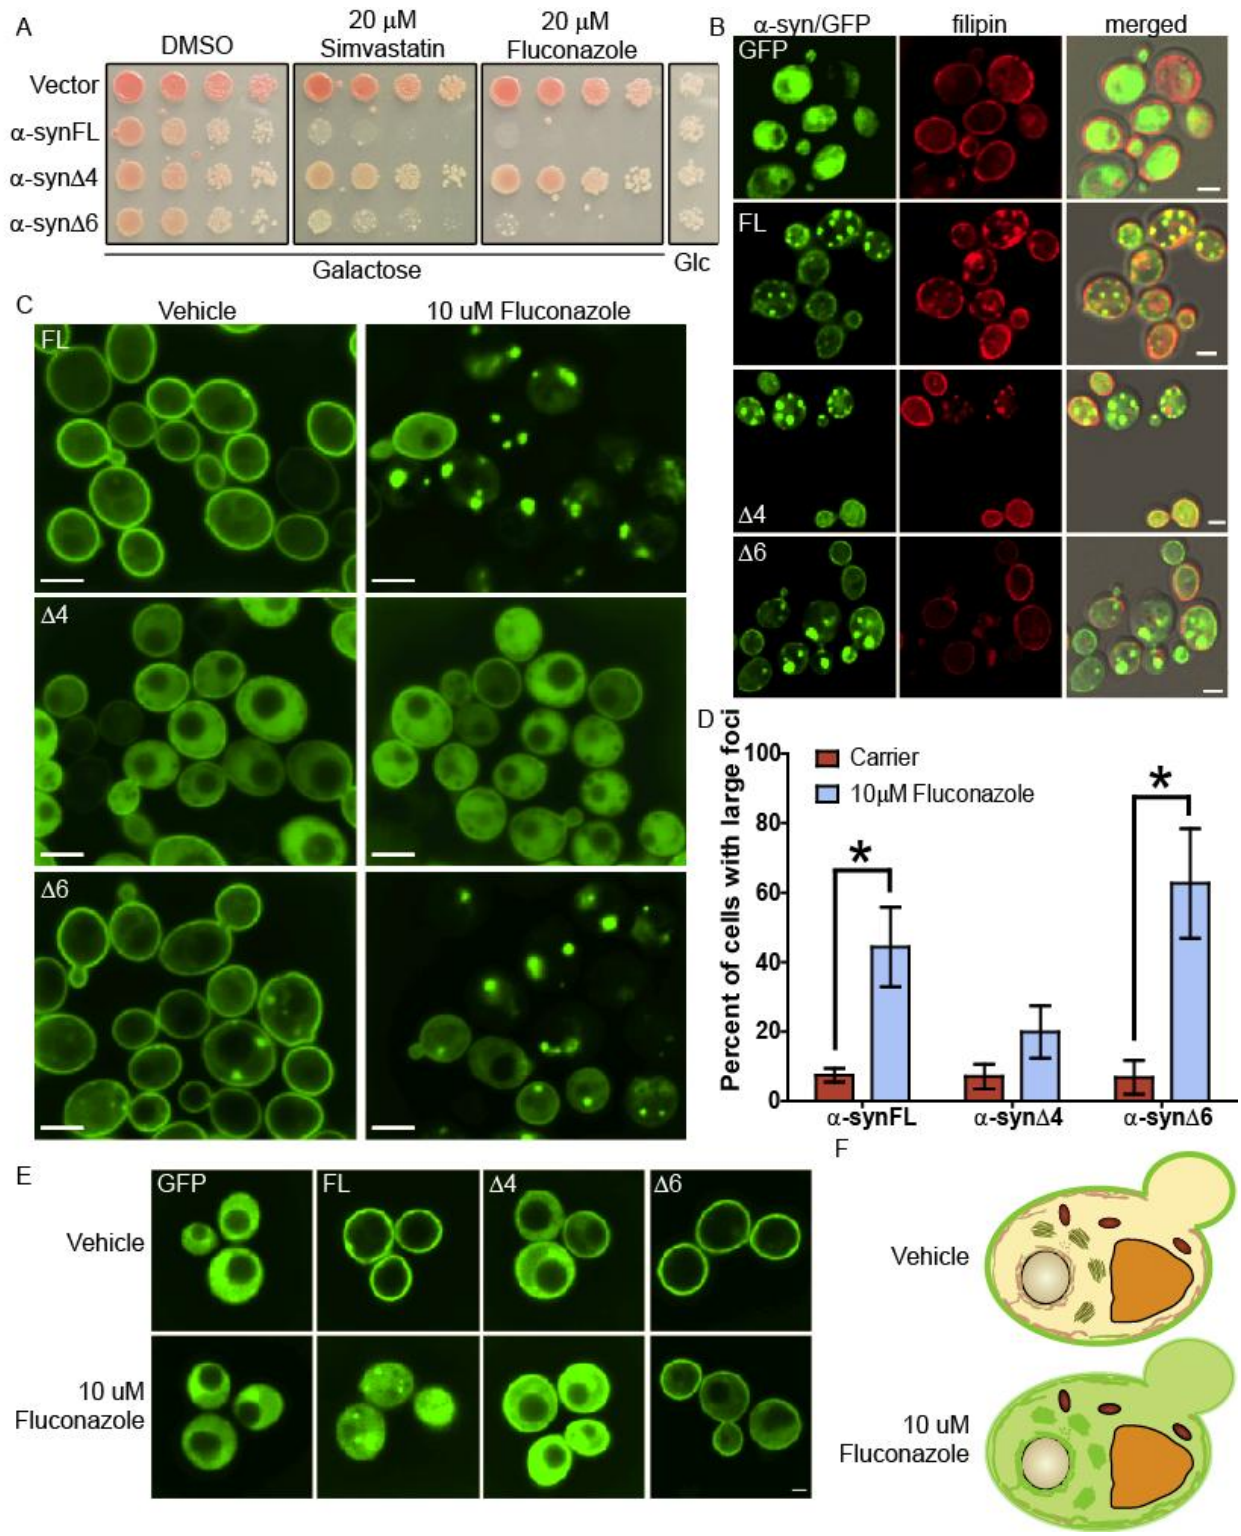 A
DMSO
20 μM
Simvastatin
20 μM
Fluconazole
Vector
α-synFL
α-synΔ4
α-synΔ6
Galactose
Glc
B
α-syn/GFP
filipin
merged
GFP
FL
Δ4
Δ6
C
Vehicle
10 uM Fluconazole
FL
Δ4
Δ6
D
Percent of cells with large foci
100
80
60
40
20
0
Carrier
10μM Fluconazole
*
*
α-synFL
α-synΔ4
α-synΔ6
E
GFP
FL
Δ4
Δ6
Vehicle
10 uM
Fluconazole
F
Vehicle
10 uM
Fluconazole